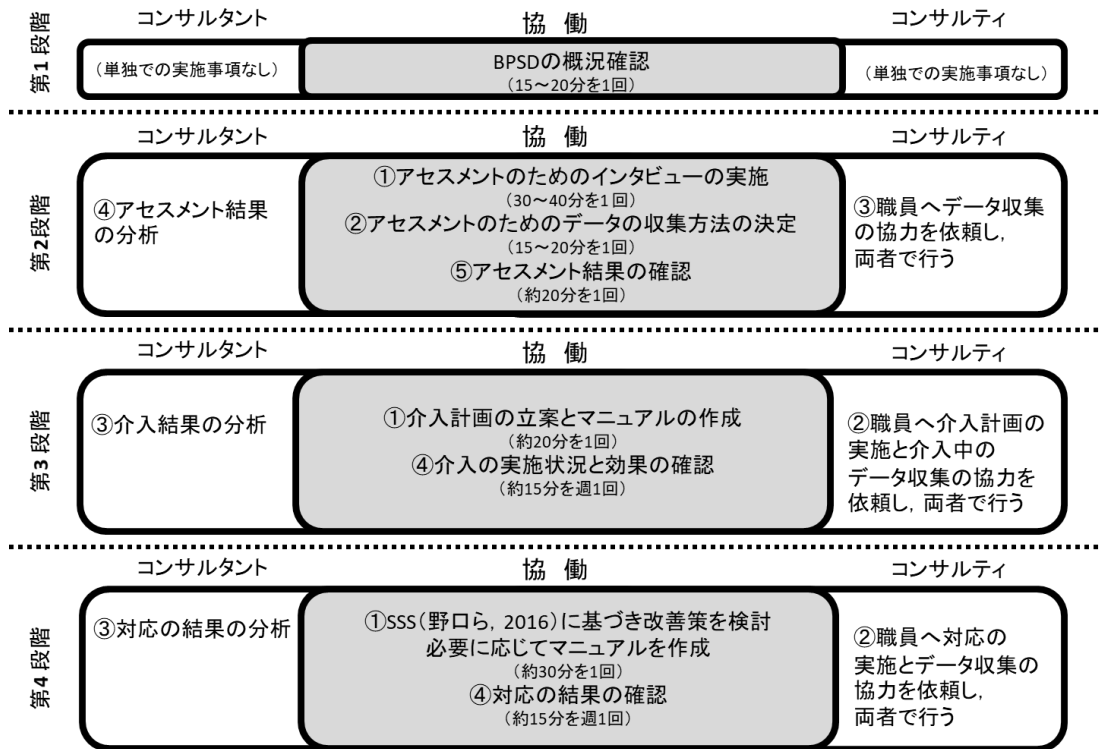 コンサルタント
協 働
コンサルティ
第1段階
（単独での実施事項なし）
BPSDの概況確認
（15～20分を1回）
（単独での実施事項なし）
コンサルタント
協 働
コンサルティ
第2段階
④アセスメント結果
の分析
①アセスメントのためのインタビューの実施
（30～40分を1回）
②アセスメントのためのデータの収集方法の決定
（15～20分を1回）
⑤アセスメント結果の確認
（約20分を1回）
③職員へデータ収集
の協力を依頼し，
両者で行う
コンサルタント
協 働
コンサルティ
第3段階
③介入結果の分析
①介入計画の立案とマニュアルの作成
（約20分を1回）
④介入の実施状況と効果の確認
（約15分を週1回）
②職員へ介入計画の
実施と介入中の
データ収集の協力を
依頼し，両者で行う
コンサルタント
協 働
コンサルティ
第4段階
③対応の結果の分析
①SSS（野口ら，2016）に基づき改善策を検討
必要に応じてマニュアルを作成
（約30分を1回）
④対応の結果の確認
（約15分を週1回）
②職員へ対応の
実施とデータ収集の
協力を依頼し，
両者で行う